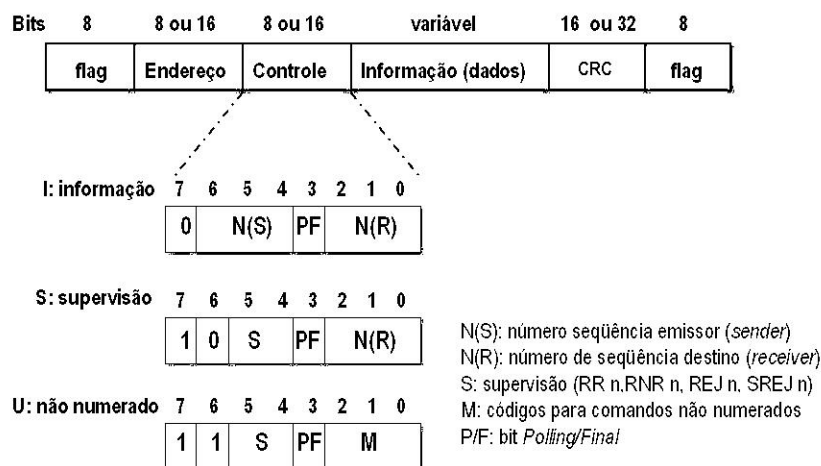 Bits 8 8 ou 16 8 ou 16 variável 16 ou 32 8
flag Endereço Controle Informação (dados) CRC flag
I: informação 7 6 5 4 3 2 1 0
0 N(S) PF N(R)
S: supervisão 7 6 5 4 3 2 1 0
1 0 S PF N(R)
U: não numerado 7 6 5 4 3 2 1 0
1 1 S PF M
N(S): número seqüência emissor (sender)
N(R): número de seqüência destino (receiver)
S: supervisão (RR n,RNR n, REJ n, SREJ n)
M: códigos para comandos não numerados
P/F: bit Polling/Final